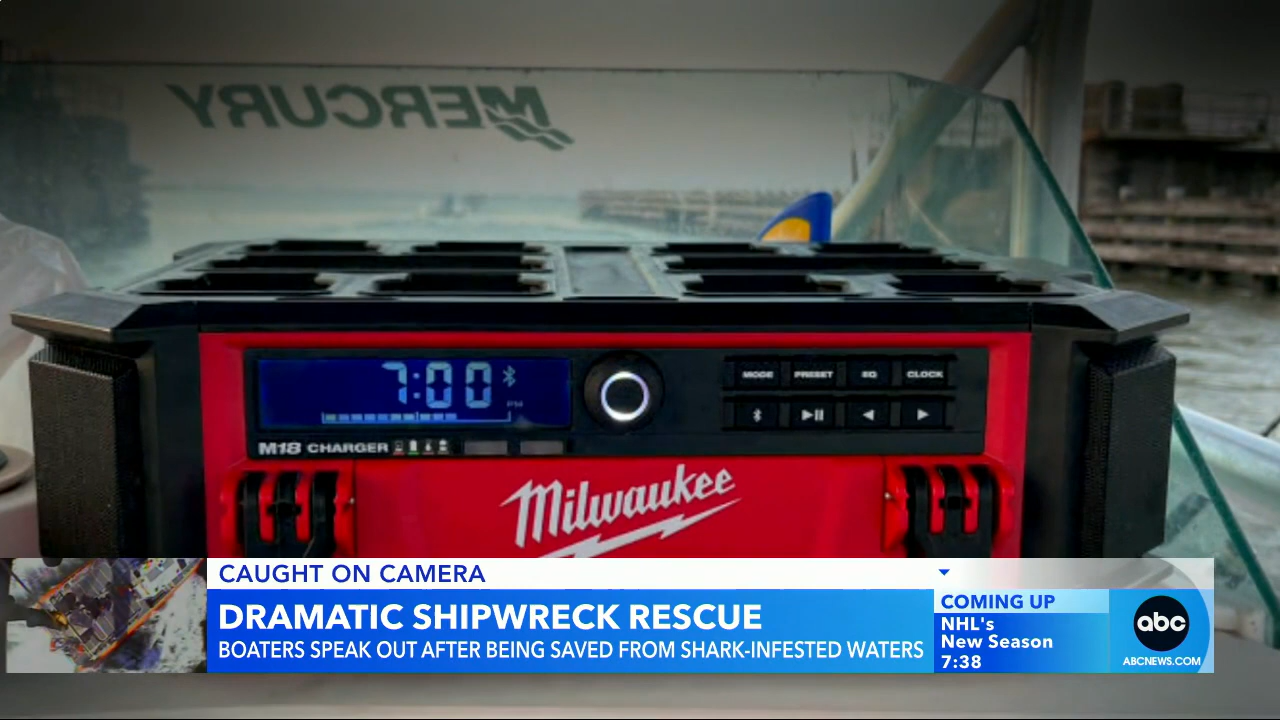 MERCURY
7:00
PM
M18 CHARGER
MODE PRESET EQ CLOCK
Milwaukee
CAUGHT ON CAMERA
DRAMATIC SHIPWRECK RESCUE
BOATERS SPEAK OUT AFTER BEING SAVED FROM SHARK-INFESTED WATERS
COMING UP
NHL's
New Season
7:38
abc
ABCNEWS.COM